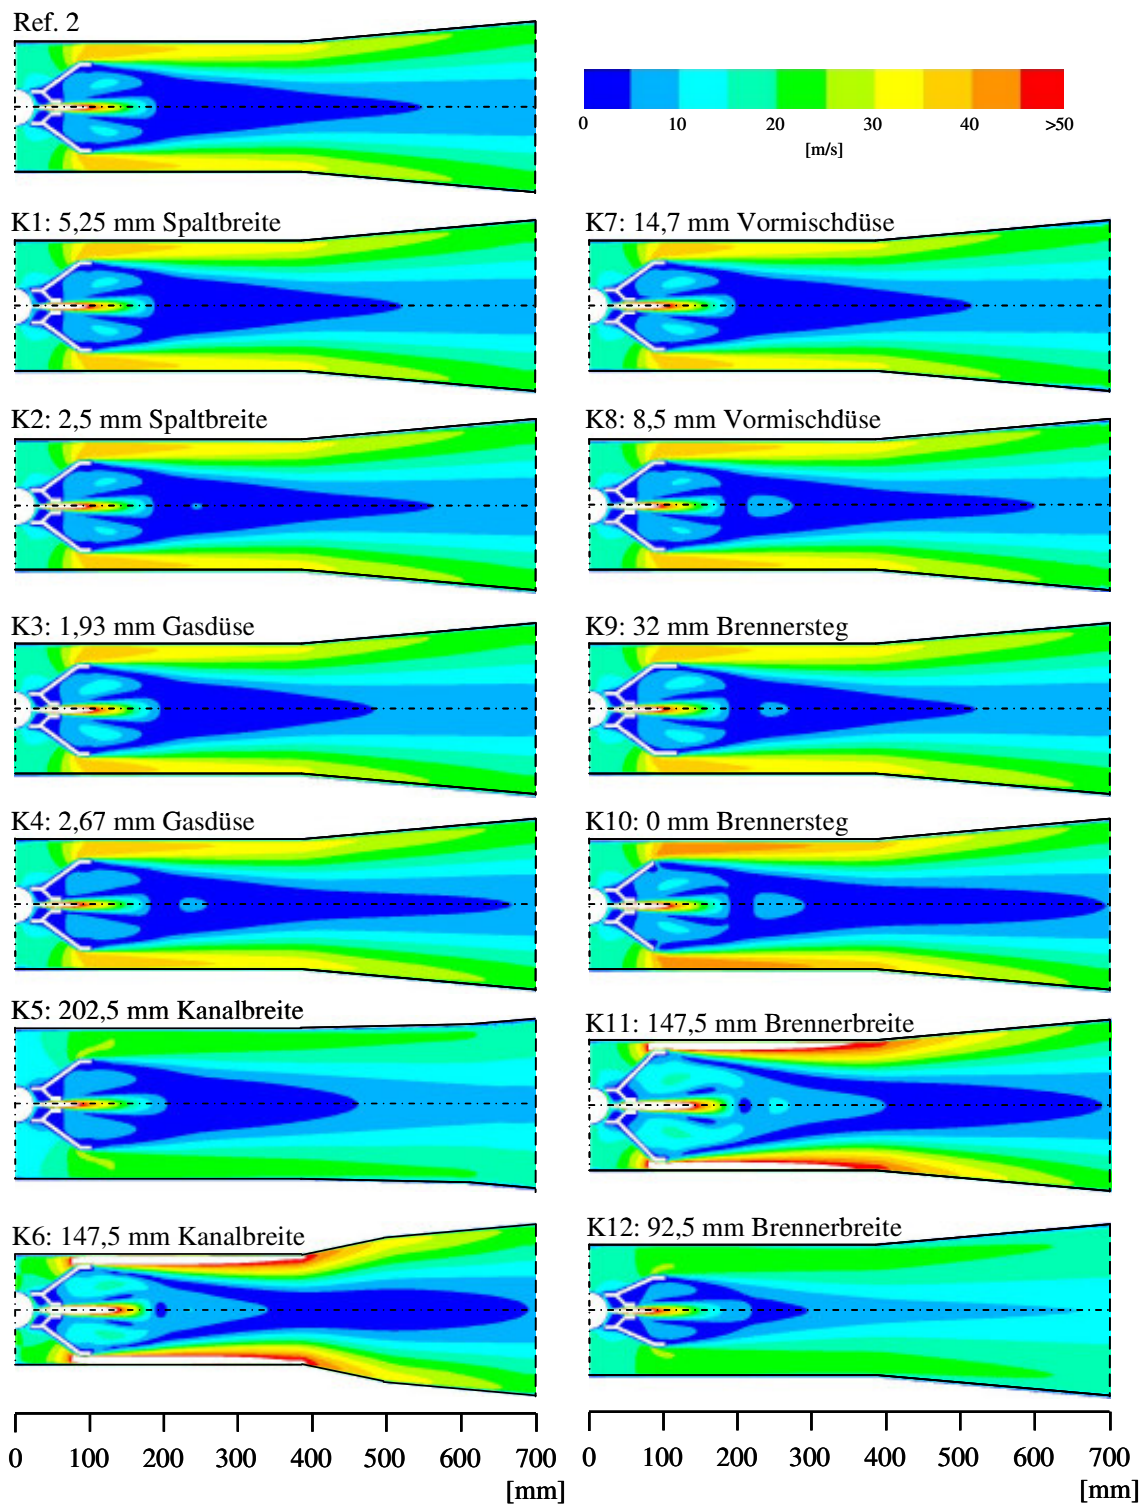 Ref. 2
0 10 20 30 40 >50
[m/s]
K1: 5,25 mm Spaltbreite
K7: 14,7 mm Vormischdüse
K2: 2,5 mm Spaltbreite
K8: 8,5 mm Vormischdüse
K3: 1,93 mm Gasdüse
K9: 32 mm Brennersteg
K4: 2,67 mm Gasdüse
K10: 0 mm Brennersteg
K5: 202,5 mm Kanalbreite
K11: 147,5 mm Brennerbreite
K6: 147,5 mm Kanalbreite
K12: 92,5 mm Brennerbreite
0 100 200 300 400 500 600 700
[mm]
0 100 200 300 400 500 600 700
[mm]